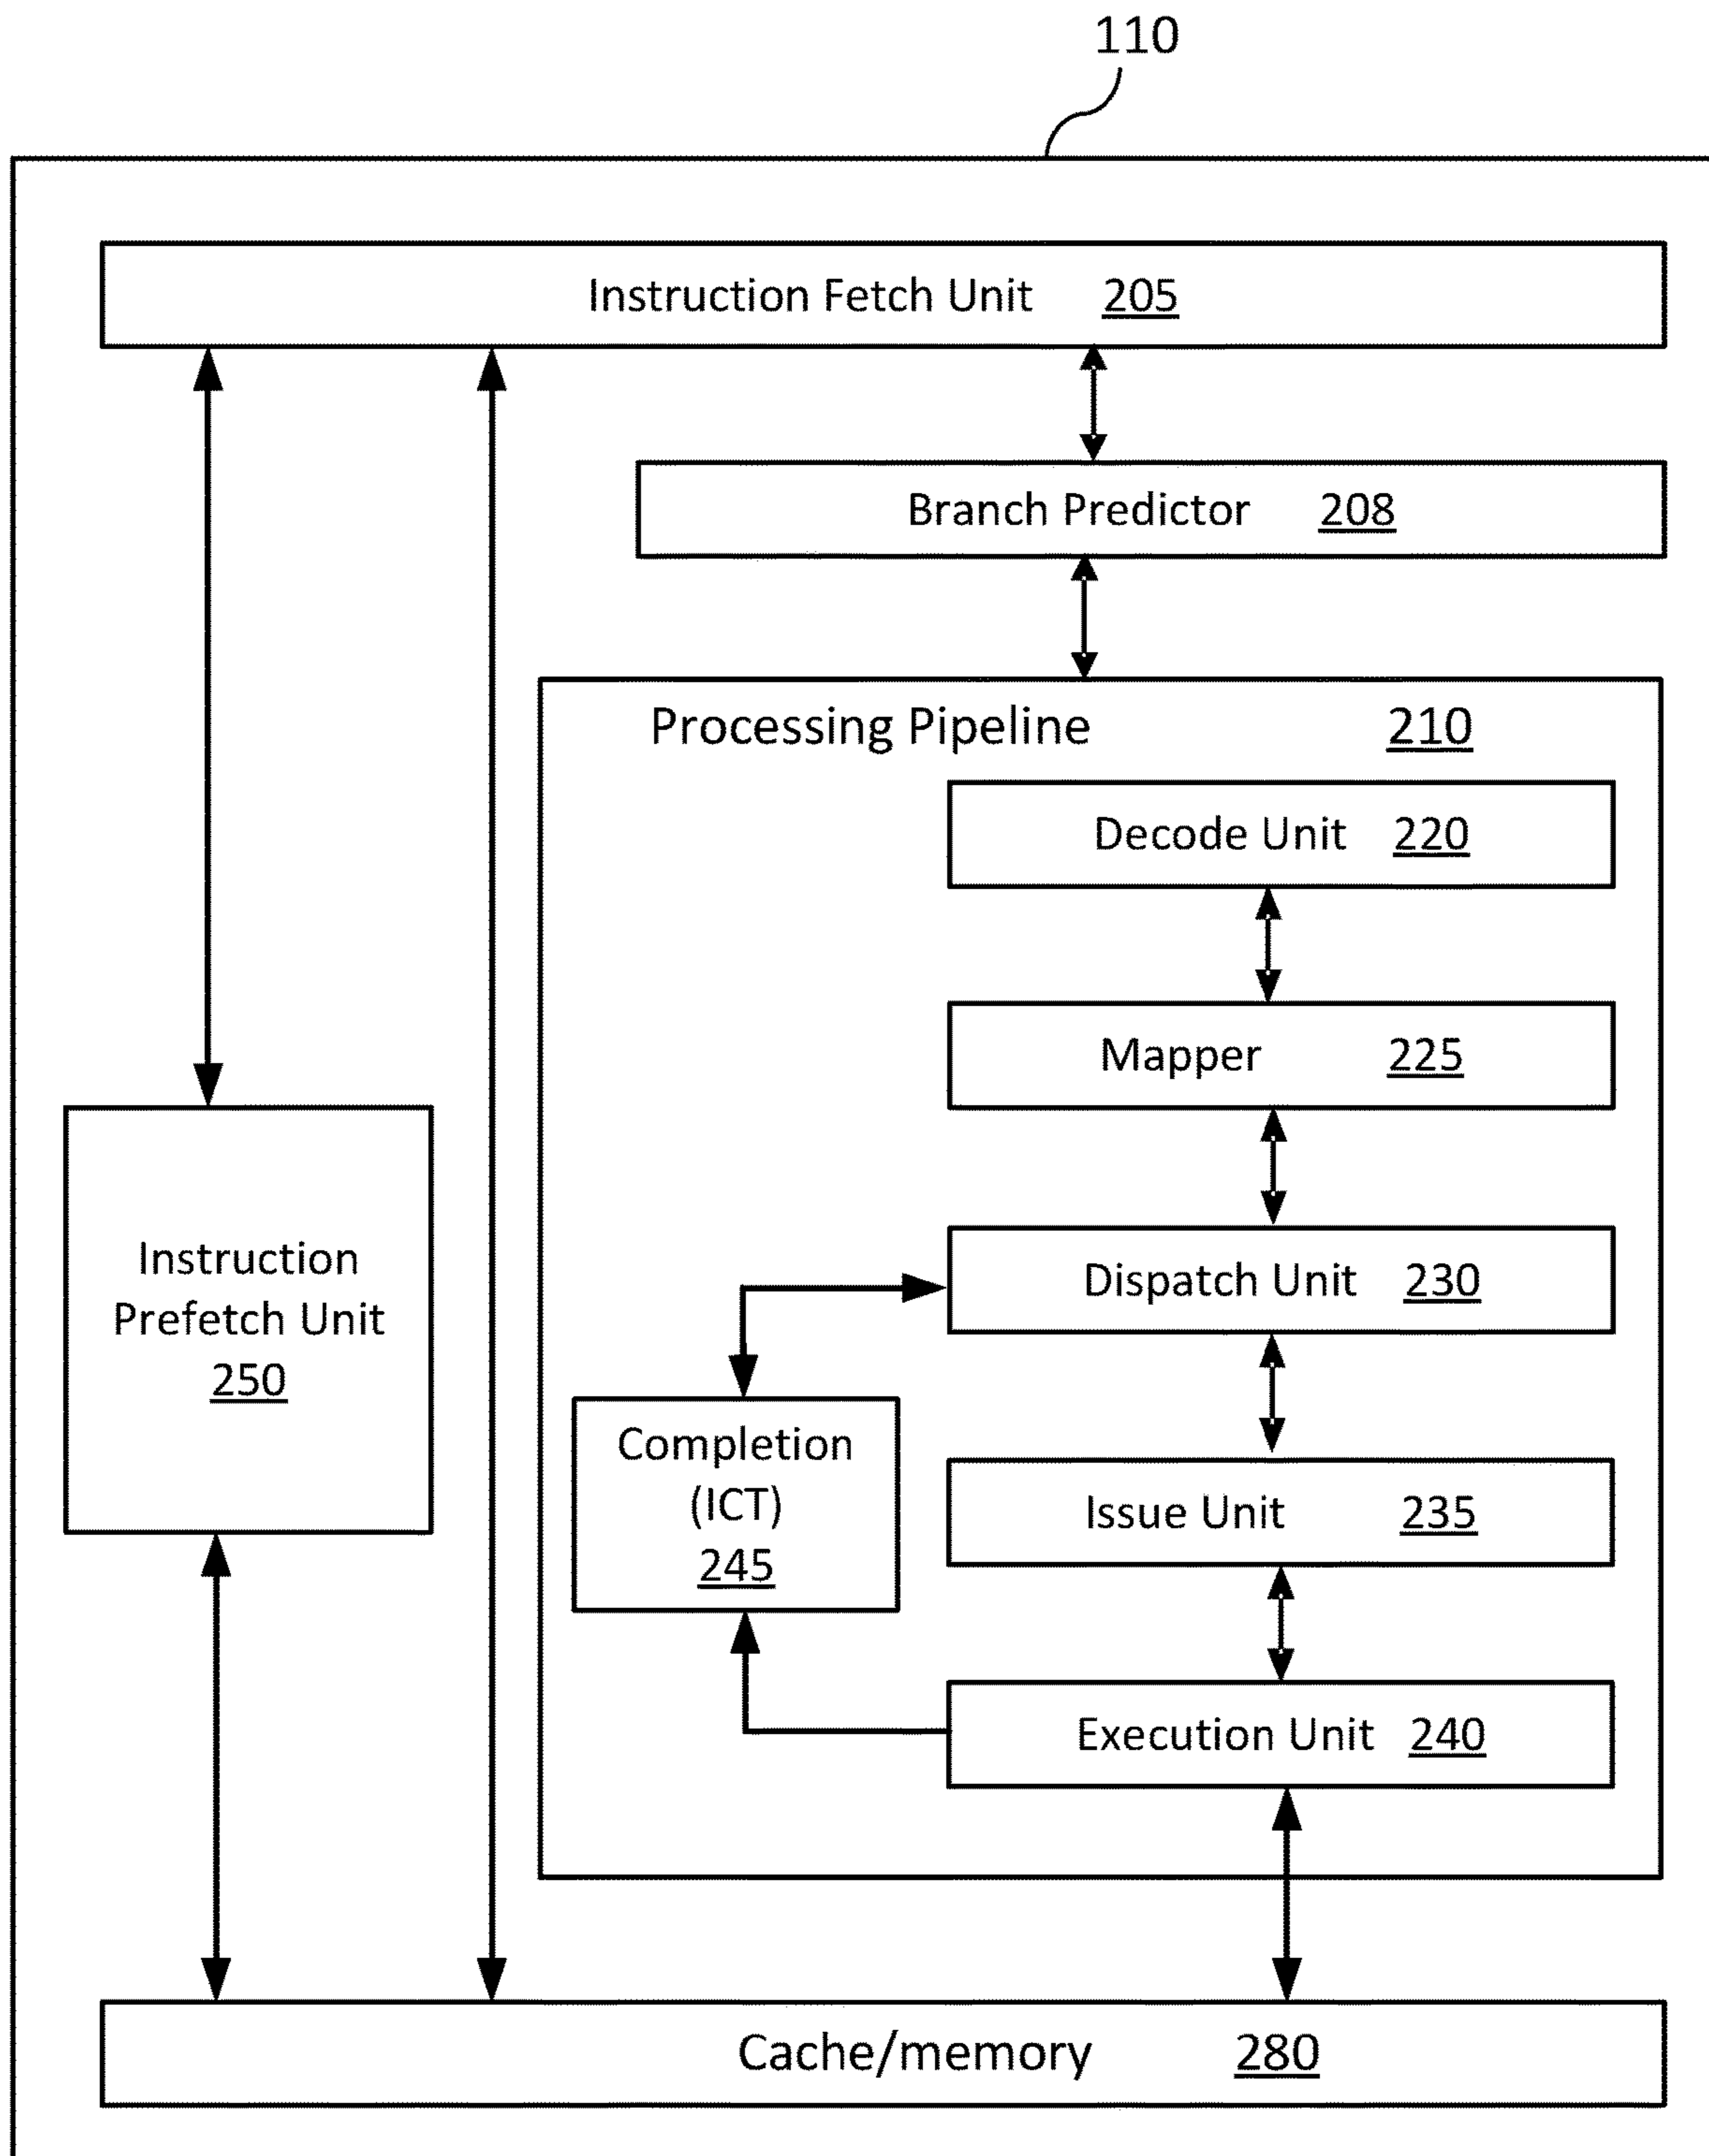 110
Instruction Fetch Unit 205
Branch Predictor 208
Processing Pipeline 210
Decode Unit 220
Mapper 225
Dispatch Unit 230
Instruction
Prefetch Unit
250
Completion
(ICT)
245
Issue Unit 235
Execution Unit 240
Cache/memory 280